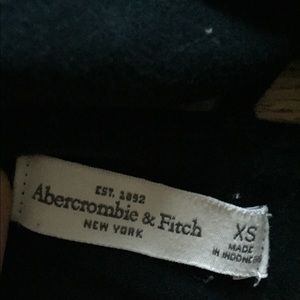 EST. 1892
Abercrombie & Fitch
NEW YORK
XS
MADE
IN INDONESIA